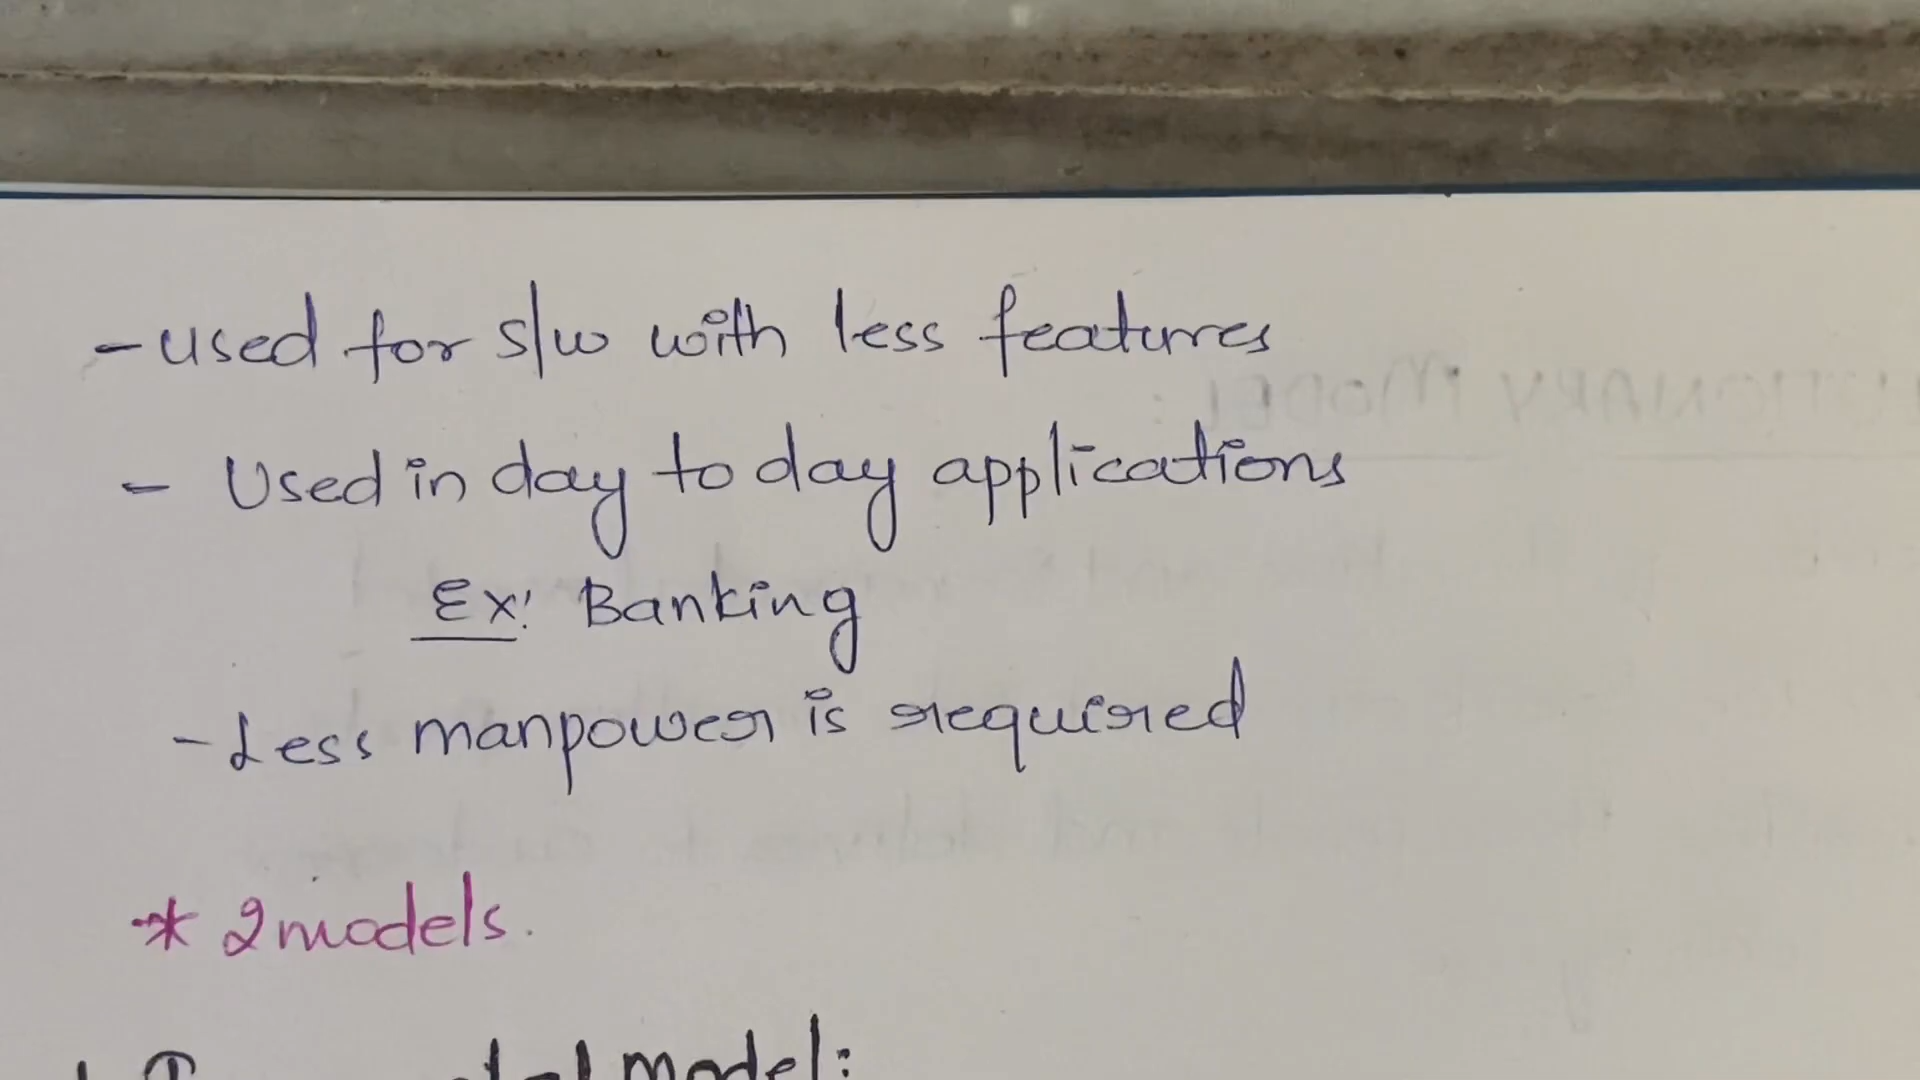 - used for s/w with less features
- Used in day to day applications
Ex: Banking
- Less manpower is required
* 2 models.
model: